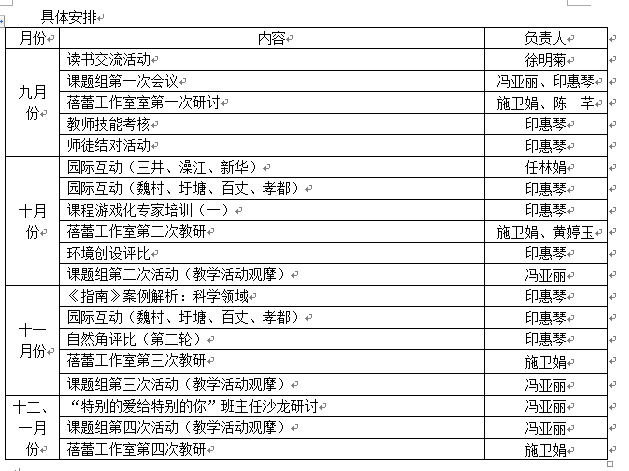 具体安排
月份 内容 负责人
九月份 读书交流活动 徐明菊
课题组第一次会议 冯亚丽、印惠琴
蓓蕾工作室室第一次研讨 施卫娟、陈 芊
教师技能考核 印惠琴
师徒结对活动 印惠琴
十月份 园际互动（三井、澡江、新华） 任林娟
园际互动（魏村、圩塘、百丈、孝都） 印惠琴
课程游戏化专家培训（一） 印惠琴
蓓蕾工作室第二次教研 施卫娟、黄婷玉
环境创设评比 印惠琴
课题组第二次活动（教学活动观摩） 冯亚丽
十一月份 《指南》案例解析：科学领域 印惠琴
园际互动（魏村、圩塘、百丈、孝都） 印惠琴
自然角评比（第二轮） 印惠琴
蓓蕾工作室第三次教研 施卫娟
课题组第三次活动（教学活动观摩） 冯亚丽
十二、一月份 “特别的爱给特别的你”班主任沙龙研讨 冯亚丽
课题组第四次活动（教学活动观摩） 冯亚丽
蓓蕾工作室第四次教研 施卫娟